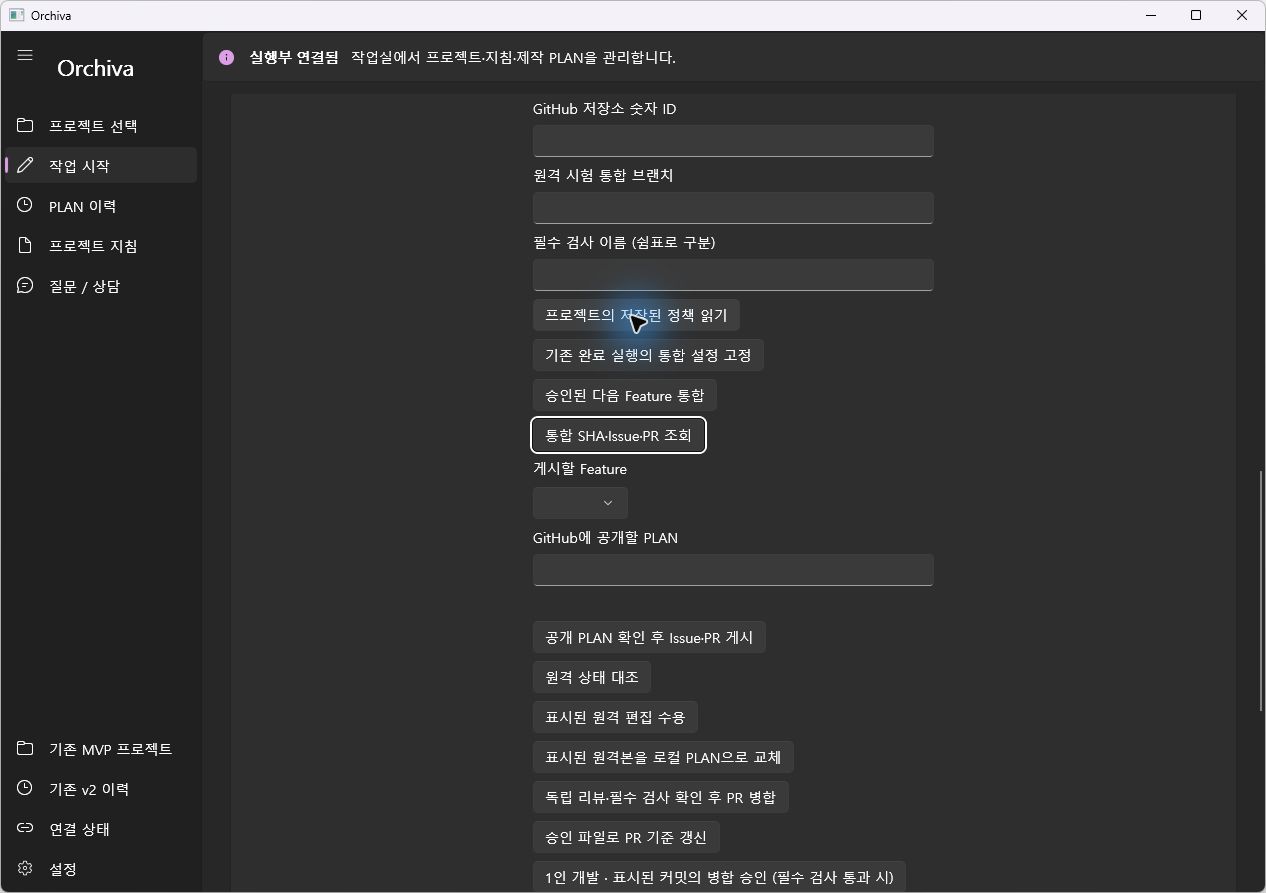 Orchiva
Orchiva
실행부 연결됨 작업실에서 프로젝트·지침·제작 PLAN을 관리합니다.
프로젝트 선택
작업 시작
PLAN 이력
프로젝트 지침
질문 / 상담
기존 MVP 프로젝트
기존 v2 이력
연결 상태
설정
GitHub 저장소 숫자 ID
원격 시험 통합 브랜치
필수 검사 이름 (쉼표로 구분)
프로젝트의 저장된 정책 읽기
기존 완료 실행의 통합 설정 고정
승인된 다음 Feature 통합
통합 SHA·Issue·PR 조회
게시할 Feature
GitHub에 공개할 PLAN
공개 PLAN 확인 후 Issue·PR 게시
원격 상태 대조
표시된 원격 편집 수용
표시된 원격본을 로컬 PLAN으로 교체
독립 리뷰·필수 검사 확인 후 PR 병합
승인 파일로 PR 기준 갱신
1인 개발 · 표시된 커밋의 병합 승인 (필수 검사 통과 시)